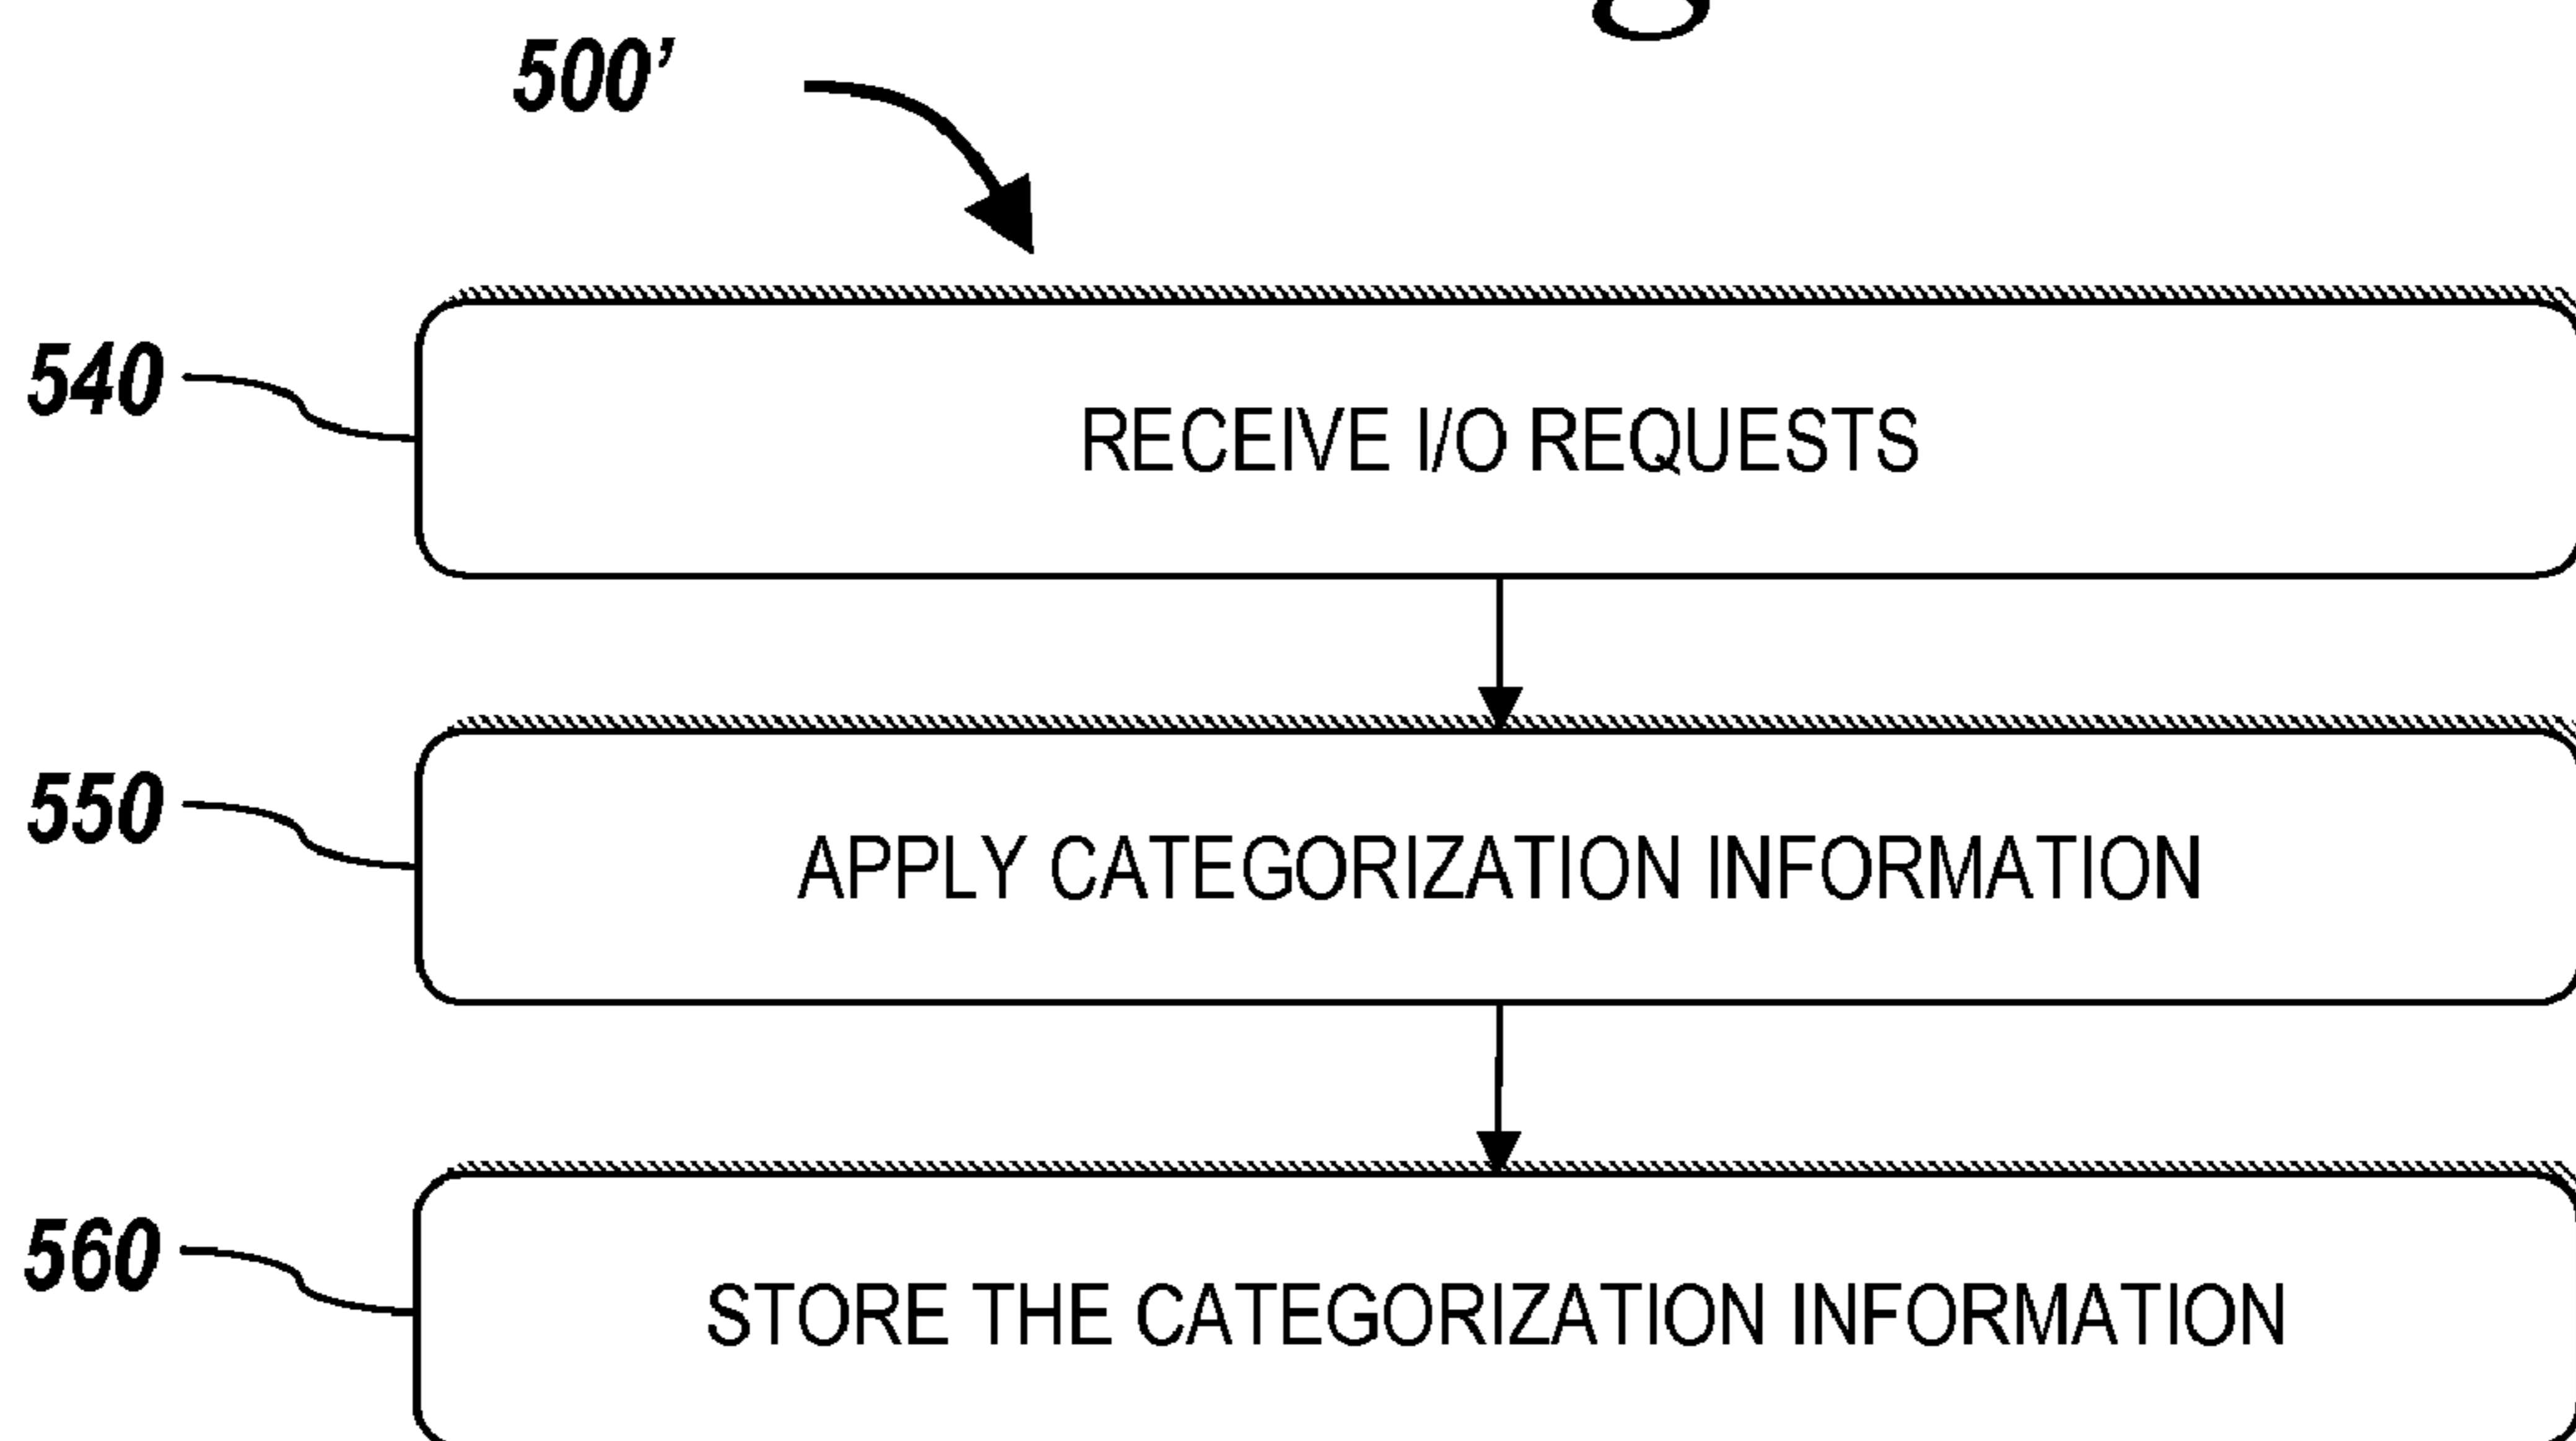 500’
540
RECEIVE I/O REQUESTS
550
APPLY CATEGORIZATION INFORMATION
560
STORE THE CATEGORIZATION INFORMATION